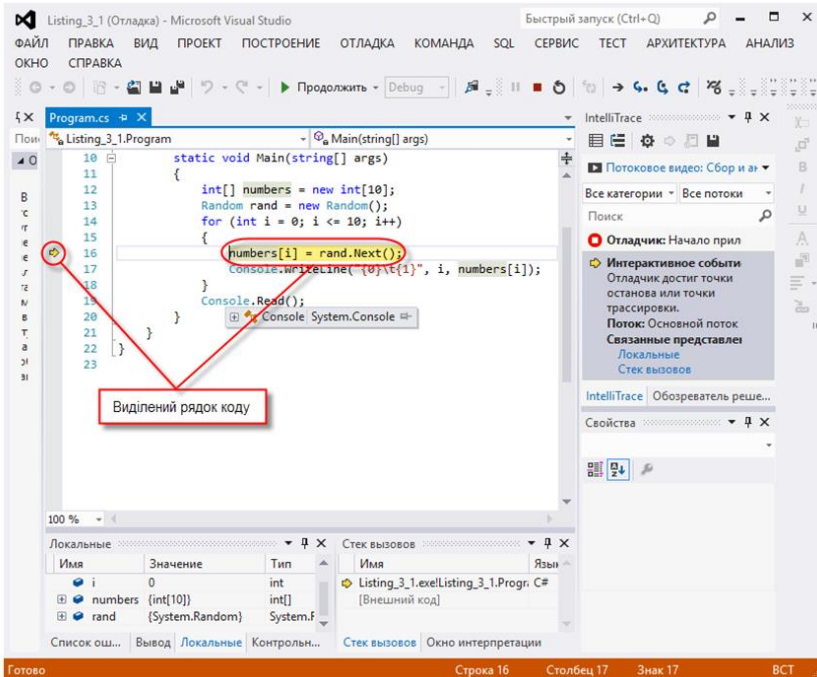 Listing_3_1 (Отладка) - Microsoft Visual Studio
Быстрый запуск (Ctrl+Q)
ФАЙЛ ПРАВКА ВИД ПРОЕКТ ПОСТРОЕНИЕ ОТЛАДКА КОМАНДА SQL СЕРВИС ТЕСТ АРХИТЕКТУРА АНАЛИЗ
ОКНО СПРАВКА
Продолжить Debug
Program.cs
Listing_3_1.Program Main(string[] args)
10 static void Main(string[] args)
11 {
12 int[] numbers = new int[10];
13 Random rand = new Random();
14 for (int i = 0; i <= 10; i++)
15 {
16 numbers[i] = rand.Next();
17 Console.WriteLine("{0}\t{1}", i, numbers[i]);
18 }
19 Console.Read();
20 }
Console System.Console
21 }
22 }
23
Виділений рядок коду
100 %
IntelliTrace
Потоковое видео: Сбор и ан
Все категории Все потоки
Поиск
Отладчик: Начало прил
Интерактивное событи
Отладчик достиг точки
останова или точки
трассировки.
Поток: Основной поток
Связанные представлен
Локальные
Стек вызовов
IntelliTrace Обозреватель реше...
Свойства
Локальные
Имя Значение Тип
i 0 int
numbers {int[10]} int[]
rand {System.Random} System.F
Список ош... Вывод Локальные Контрольн...
Стек вызовов
Имя Язык
Listing_3_1.exe!Listing_3_1.Progra C#
[Внешний код]
Стек вызовов Окно интерпретации
Готово Строка 16 Столбец 17 Знак 17 ВСТ